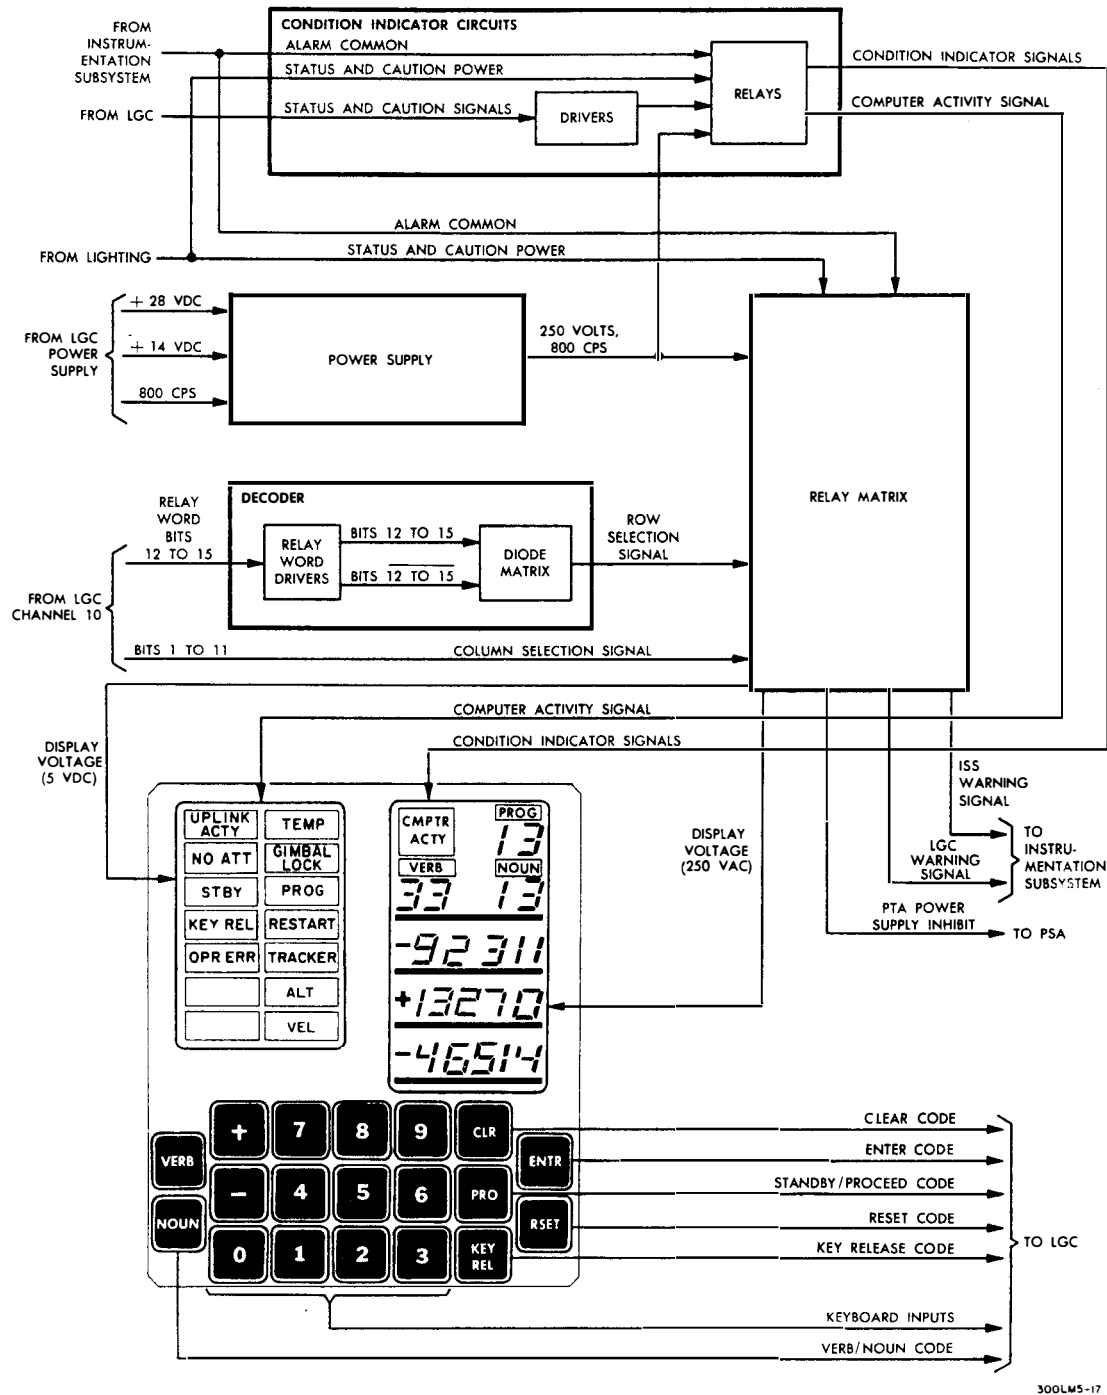 CONDITION INDICATOR CIRCUITS
FROM
INSTRUM-
ENTATION
SUBSYSTEM
ALARM COMMON
STATUS AND CAUTION POWER
FROM LGC
STATUS AND CAUTION SIGNALS
DRIVERS
RELAYS
CONDITION INDICATOR SIGNALS
COMPUTER ACTIVITY SIGNAL
ALARM COMMON
FROM LIGHTING
STATUS AND CAUTION POWER
FROM LGC
POWER
SUPPLY
+ 28 VDC
+ 14 VDC
800 CPS
POWER SUPPLY
250 VOLTS,
800 CPS
RELAY MATRIX
DECODER
RELAY
WORD
BITS
12 TO 15
RELAY
WORD
DRIVERS
BITS 12 TO 15
BITS 1̅2̅ ̅T̅O̅ ̅1̅5̅
DIODE
MATRIX
ROW
SELECTION
SIGNAL
FROM LGC
CHANNEL 10
BITS 1 TO 11
COLUMN SELECTION SIGNAL
COMPUTER ACTIVITY SIGNAL
CONDITION INDICATOR SIGNALS
DISPLAY
VOLTAGE
(5 VDC)
UPLINK
ACTY
TEMP
NO ATT
GIMBAL
LOCK
STBY
PROG
KEY REL
RESTART
OPR ERR
TRACKER
ALT
VEL
CMPTR
ACTY
PROG
13
VERB
NOUN
33
13
-92311
+13270
-46514
DISPLAY
VOLTAGE
(250 VAC)
ISS
WARNING
SIGNAL
LGC
WARNING
SIGNAL
TO
INSTRU-
MENTATION
SUBSYSTEM
PTA POWER
SUPPLY INHIBIT
TO PSA
VERB
NOUN
+
7
8
9
CLR
ENTR
-
4
5
6
PRO
RSET
0
1
2
3
KEY
REL
CLEAR CODE
ENTER CODE
STANDBY/PROCEED CODE
RESET CODE
KEY RELEASE CODE
TO LGC
KEYBOARD INPUTS
VERB/NOUN CODE
300LM5-17